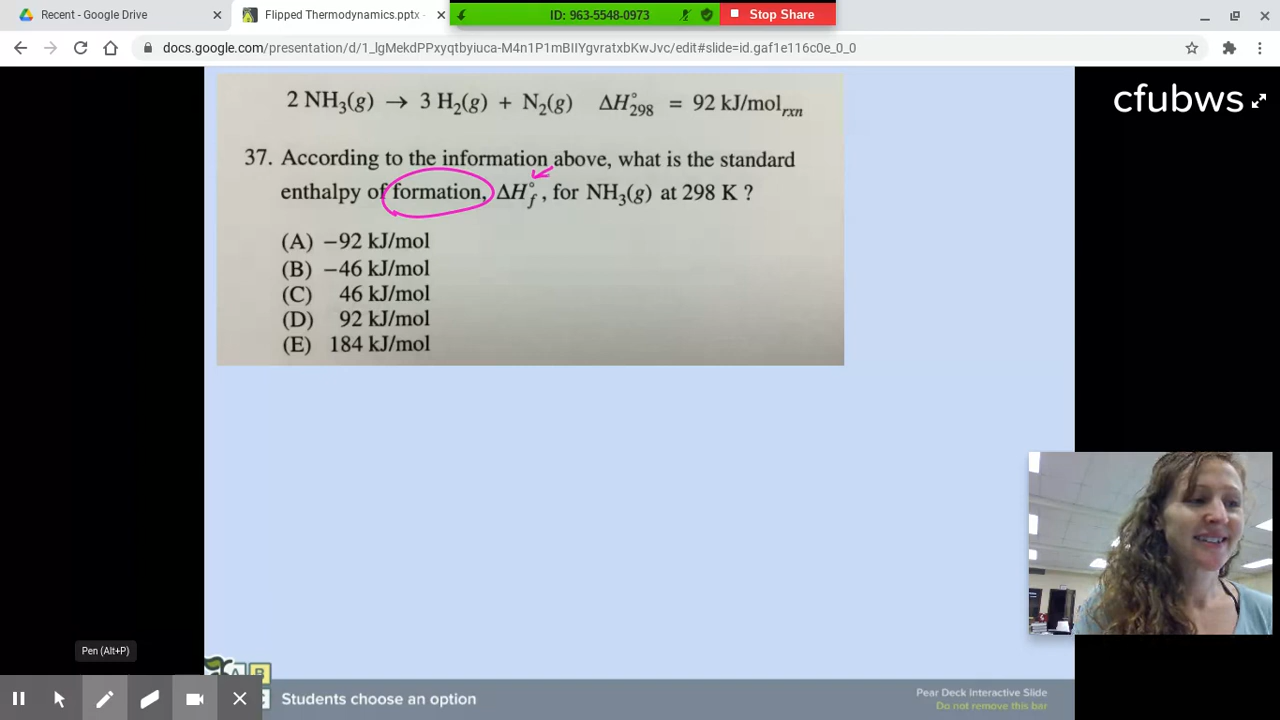 Recent - Google Drive
Flipped Thermodynamics.pptx -
ID: 963-5548-0973
Stop Share
docs.google.com/presentation/d/1_lgMekdPPxyqtbyiuca-M4n1P1mBIIYgvratxbKwJvc/edit#slide=id.gaf1e116c0e_0_0
cfubws
2 NH₃(g) → 3 H₂(g) + N₂(g) ΔH°₂₉₈ = 92 kJ/molᵣₓₙ
37. According to the information above, what is the standard
enthalpy of formation, ΔH°f, for NH₃(g) at 298 K ?
(A) −92 kJ/mol
(B) −46 kJ/mol
(C) 46 kJ/mol
(D) 92 kJ/mol
(E) 184 kJ/mol
Pen (Alt+P)
A B
Students choose an option
Pear Deck Interactive Slide
Do not remove this bar